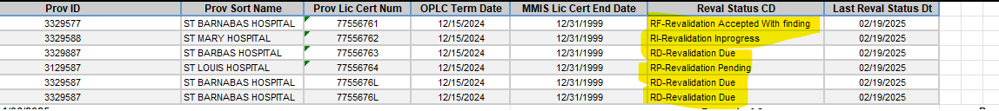 Prov ID Prov Sort Name Prov Lic Cert Num OPLC Term Date MMIS Lic Cert End Date Reval Status CD Last Reval Status Dt
3329577 ST BARNABAS HOSPITAL 77556761 12/15/2024 12/31/1999 RF-Revalidation Accepted With finding 02/19/2025
3329588 ST MARY HOSPITAL 77556762 12/15/2024 12/31/1999 RI-Revalidation Inprogress 02/19/2025
3329887 ST BARBAS HOSPITAL 77556763 12/15/2024 12/31/1999 RD-Revalidation Due 02/19/2025
3129587 ST LOUIS HOSPITAL 77556764 12/15/2024 12/31/1999 RP-Revalidation Pending 02/19/2025
3329587 ST BARNABAS HOSPITAL 7755676L 12/15/2024 12/31/1999 RD-Revalidation Due 02/19/2025
3329587 ST BARNABAS HOSPITAL 7755676L 12/15/2024 12/31/1999 RD-Revalidation Due 02/19/2025